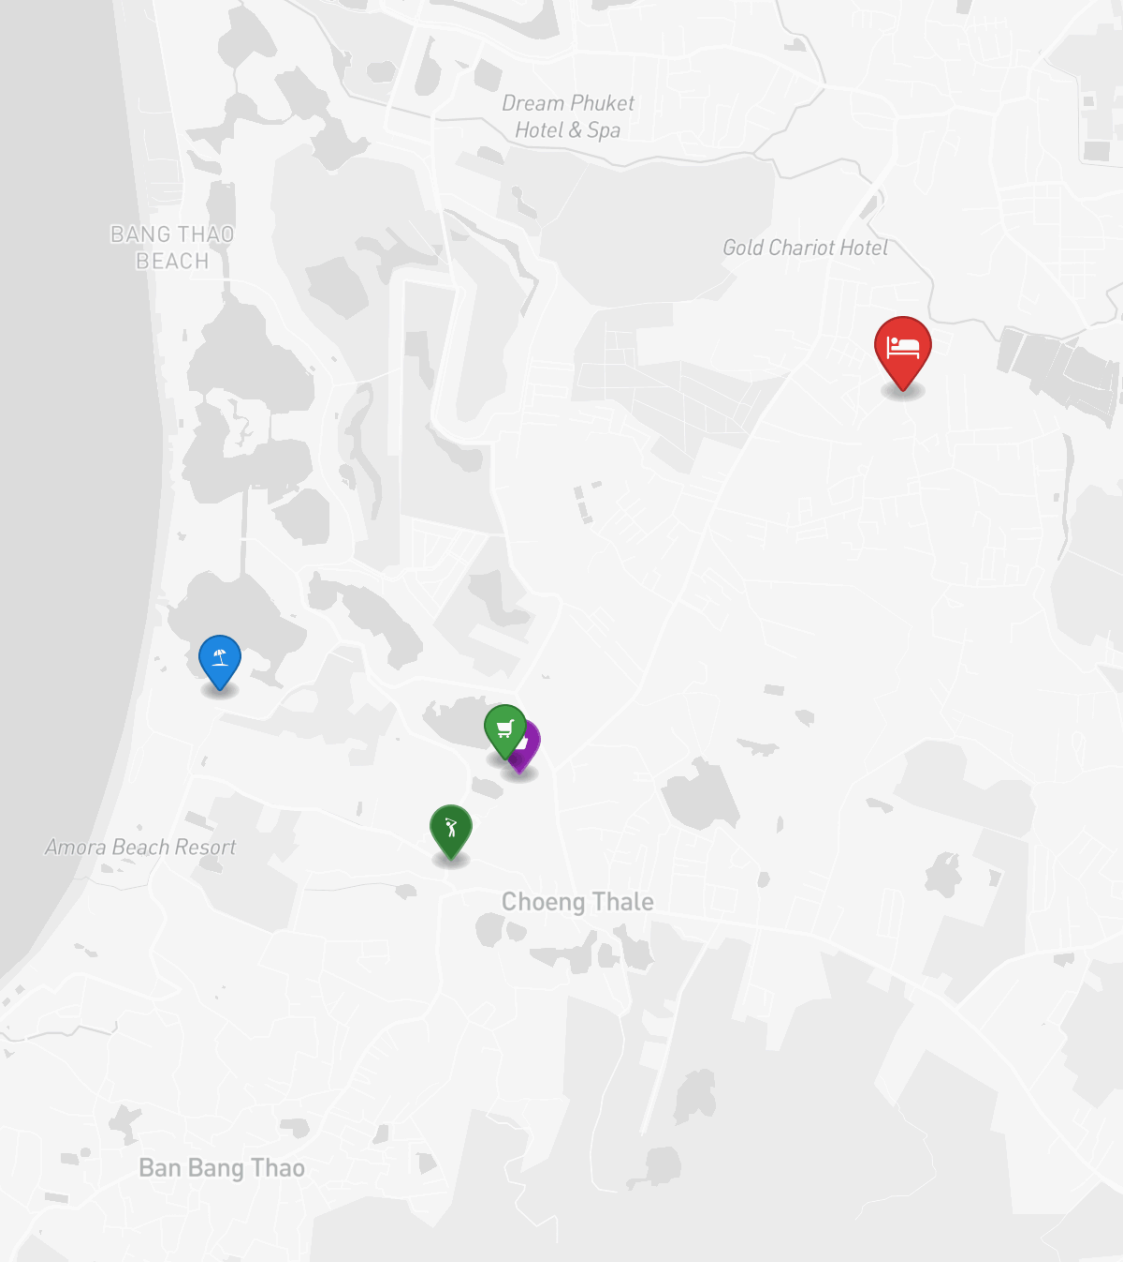 Dream Phuket
Hotel & Spa
BANG THAO
BEACH
Gold Chariot Hotel
Amora Beach Resort
Choeng Thale
Ban Bang Thao